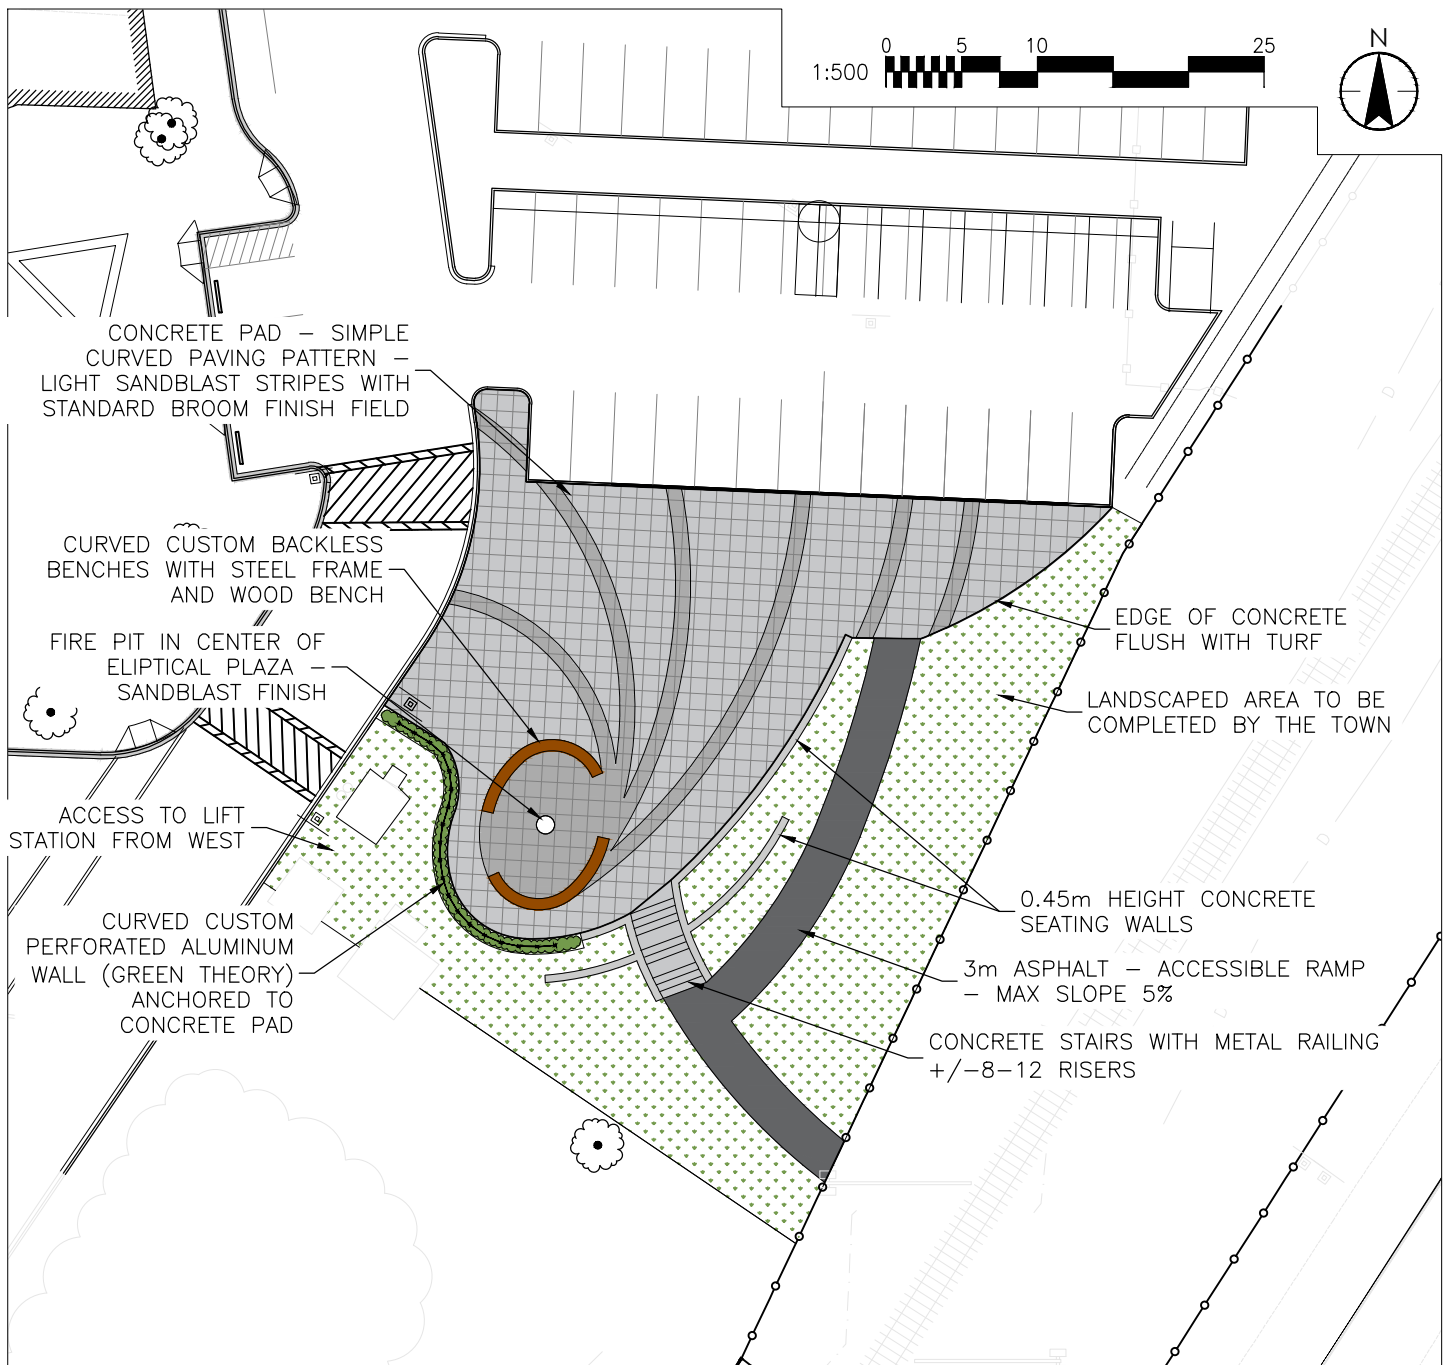 0 5 10 25
1:500
N
CONCRETE PAD – SIMPLE
CURVED PAVING PATTERN –
LIGHT SANDBLAST STRIPES WITH
STANDARD BROOM FINISH FIELD
CURVED CUSTOM BACKLESS
BENCHES WITH STEEL FRAME
AND WOOD BENCH
FIRE PIT IN CENTER OF
ELIPTICAL PLAZA –
SANDBLAST FINISH
ACCESS TO LIFT
STATION FROM WEST
CURVED CUSTOM
PERFORATED ALUMINUM
WALL (GREEN THEORY)
ANCHORED TO
CONCRETE PAD
EDGE OF CONCRETE
FLUSH WITH TURF
LANDSCAPED AREA TO BE
COMPLETED BY THE TOWN
0.45m HEIGHT CONCRETE
SEATING WALLS
3m ASPHALT – ACCESSIBLE RAMP
– MAX SLOPE 5%
CONCRETE STAIRS WITH METAL RAILING
+/–8–12 RISERS
D
D